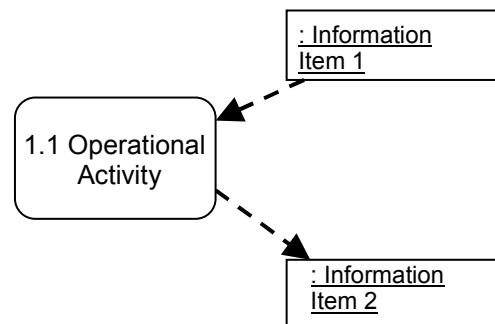 : Information
Item 1
1.1 Operational
Activity
: Information
Item 2